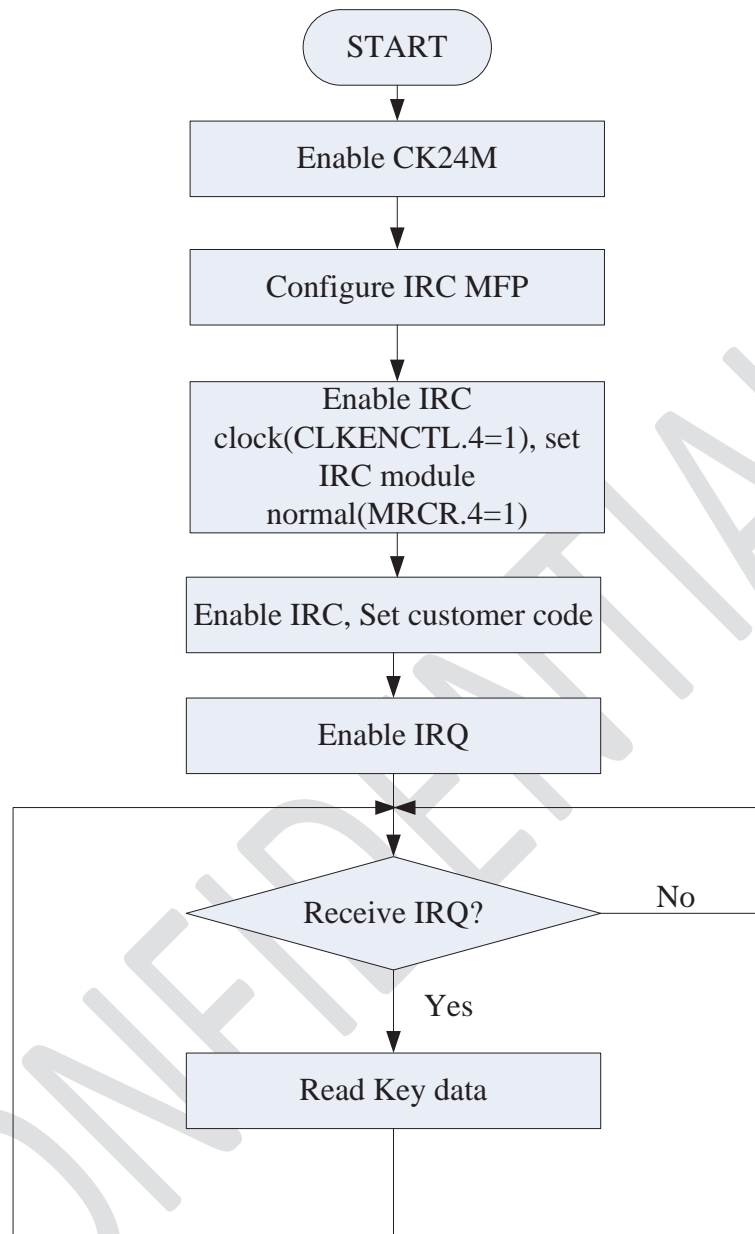 START
Enable CK24M
Configure IRC MFP
Enable IRC
clock(CLKENCTL.4=1), set
IRC module
normal(MRCR.4=1)
Enable IRC, Set customer code
Enable IRQ
Receive IRQ?
No
Yes
Read Key data
ONFIDENTIAL